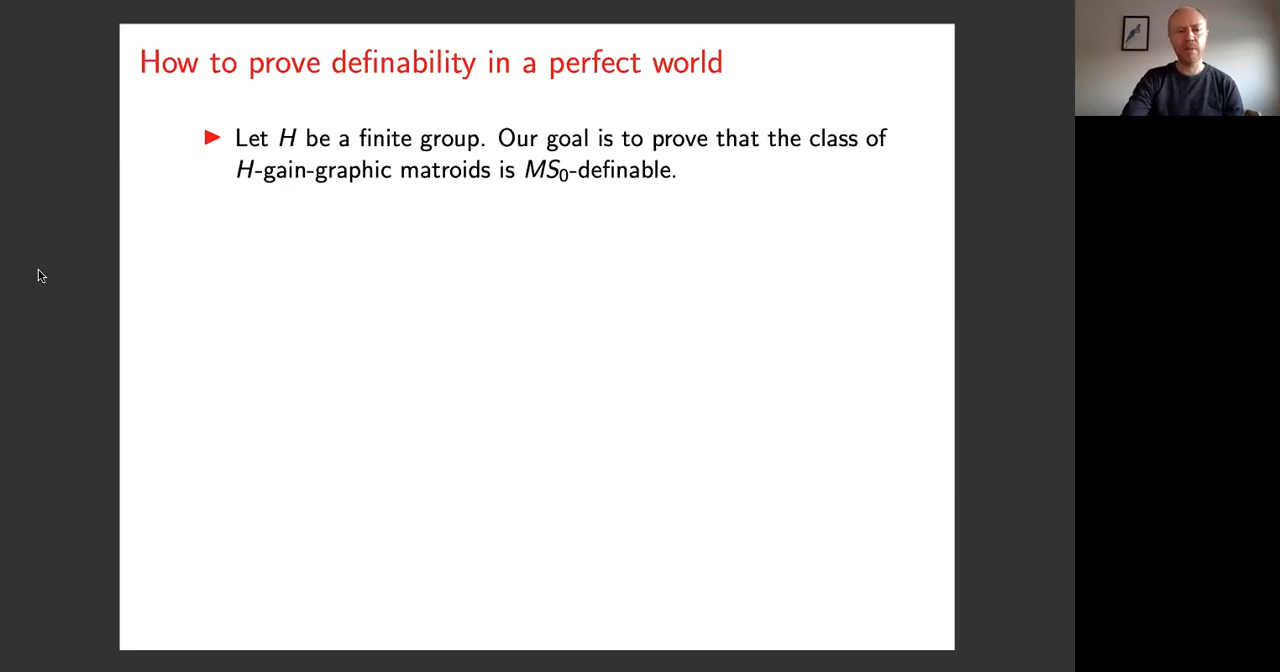 How to prove definability in a perfect world
Let H be a finite group. Our goal is to prove that the class of
H-gain-graphic matroids is MS₀-definable.